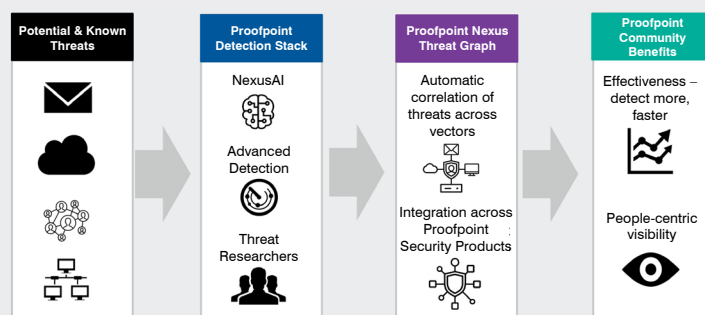 Potential & Known
Threats
Proofpoint
Detection Stack
NexusAI
Advanced
Detection
Threat
Researchers
Proofpoint Nexus
Threat Graph
Automatic
correlation of
threats across
vectors
Integration across
Proofpoint
Security Products
Proofpoint
Community
Benefits
Effectiveness –
detect more,
faster
People-centric
visibility